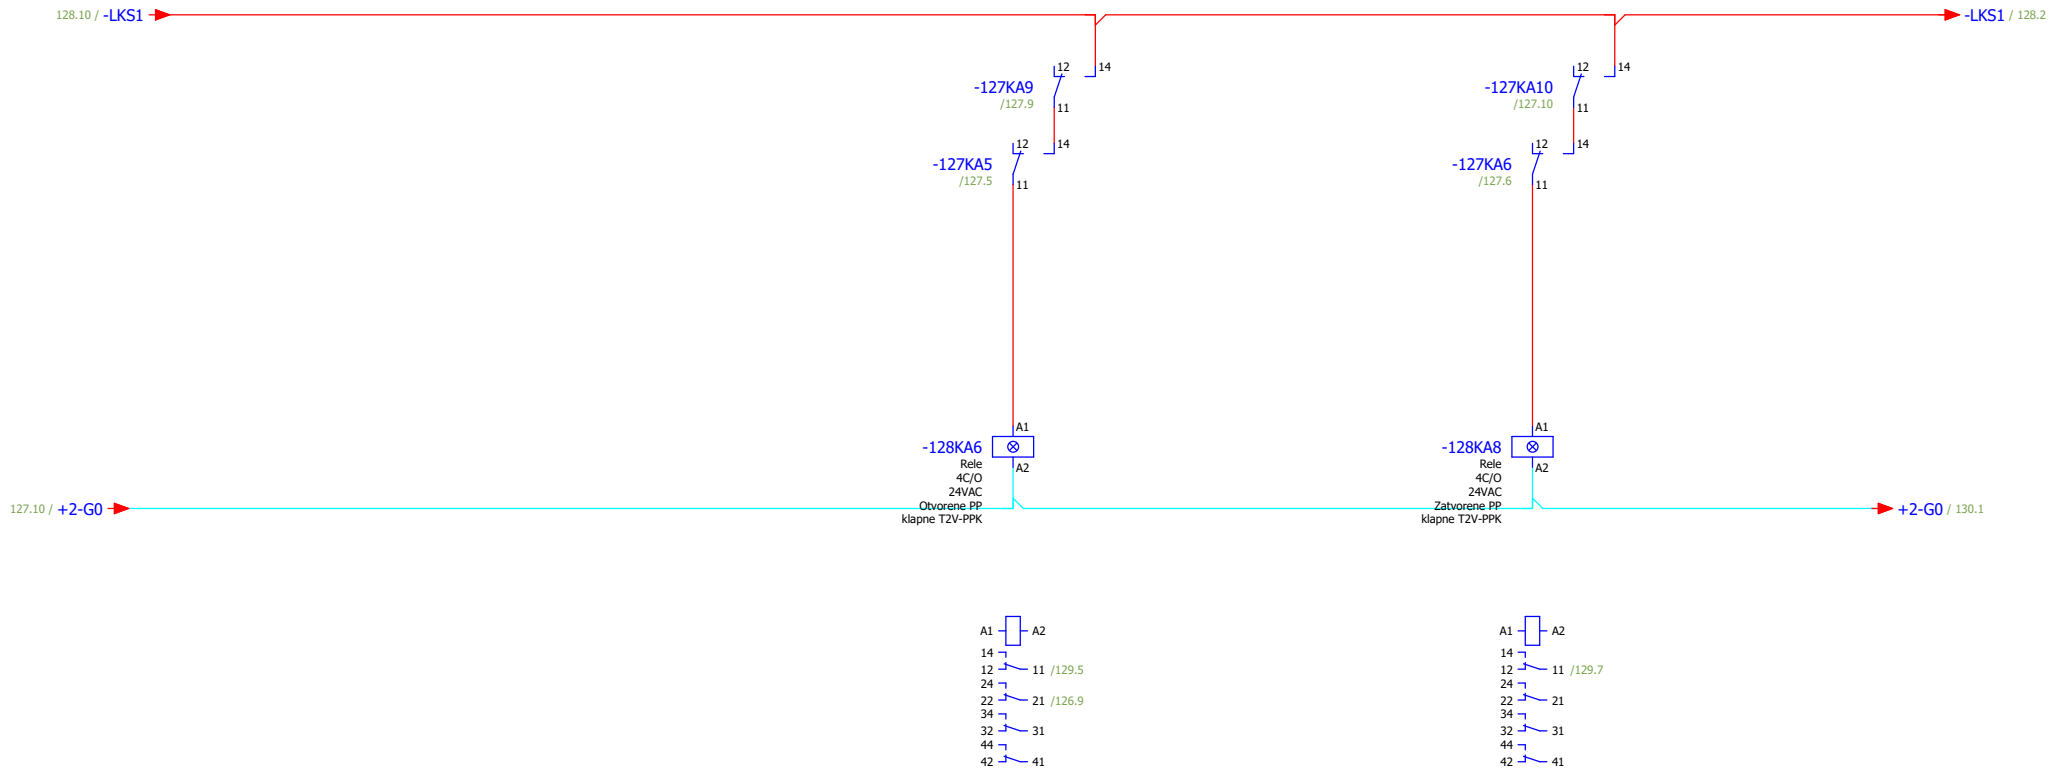 128.10 / -LKS1
-LKS1 / 128.2
12 14
-127KA9
/127.9
11
12 14
-127KA5
/127.5
11
12 14
-127KA10
/127.10
11
12 14
-127KA6
/127.6
11
A1
-128KA6
A2
Rele
4C/O
24VAC
Otvorene PP
klapne T2V-PPK
A1
-128KA8
A2
Rele
4C/O
24VAC
Zatvorene PP
klapne T2V-PPK
127.10 / +2-G0
+2-G0 / 130.1
A1 A2
14
12 11 /129.5
24
22 21 /126.9
34
32 31
44
42 41
A1 A2
14
12 11 /129.7
24
22 21
34
32 31
44
42 41